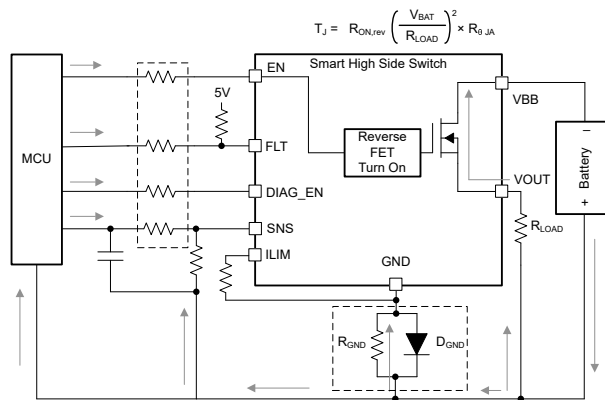 T_J = R_ON,rev (V_BAT / R_LOAD)² × R_θJA
Smart High Side Switch
EN
VBB
5V
MCU
FLT
Reverse
FET
Turn On
Battery
−
+
DIAG_EN
VOUT
SNS
R_LOAD
ILIM
GND
R_GND
D_GND